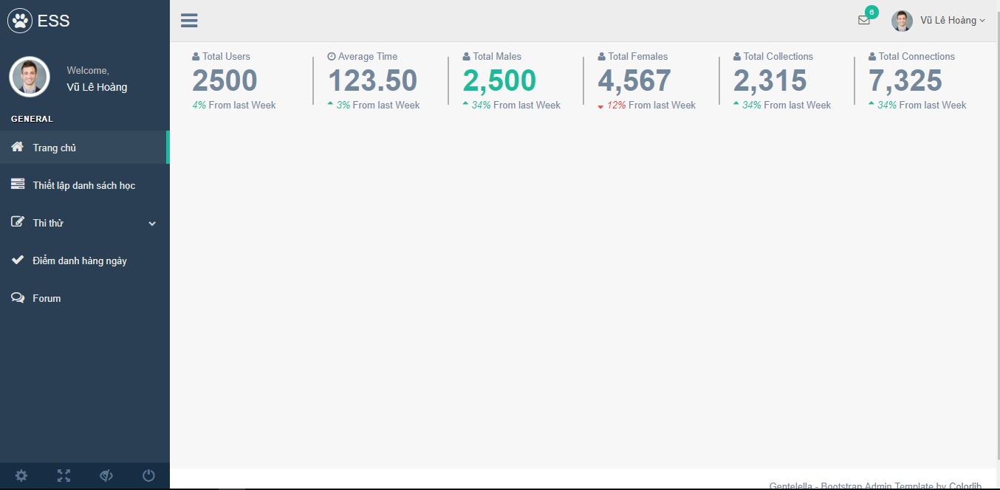 ESS
6
Vũ Lê Hoàng
Welcome,
Vũ Lê Hoàng
GENERAL
Trang chủ
Thiết lập danh sách học
Thi thử
Điểm danh hàng ngày
Forum
Total Users
2500
4% From last Week
Average Time
123.50
3% From last Week
Total Males
2,500
34% From last Week
Total Females
4,567
12% From last Week
Total Collections
2,315
34% From last Week
Total Connections
7,325
34% From last Week
Gentelella - Bootstrap Admin Template by Colorlib